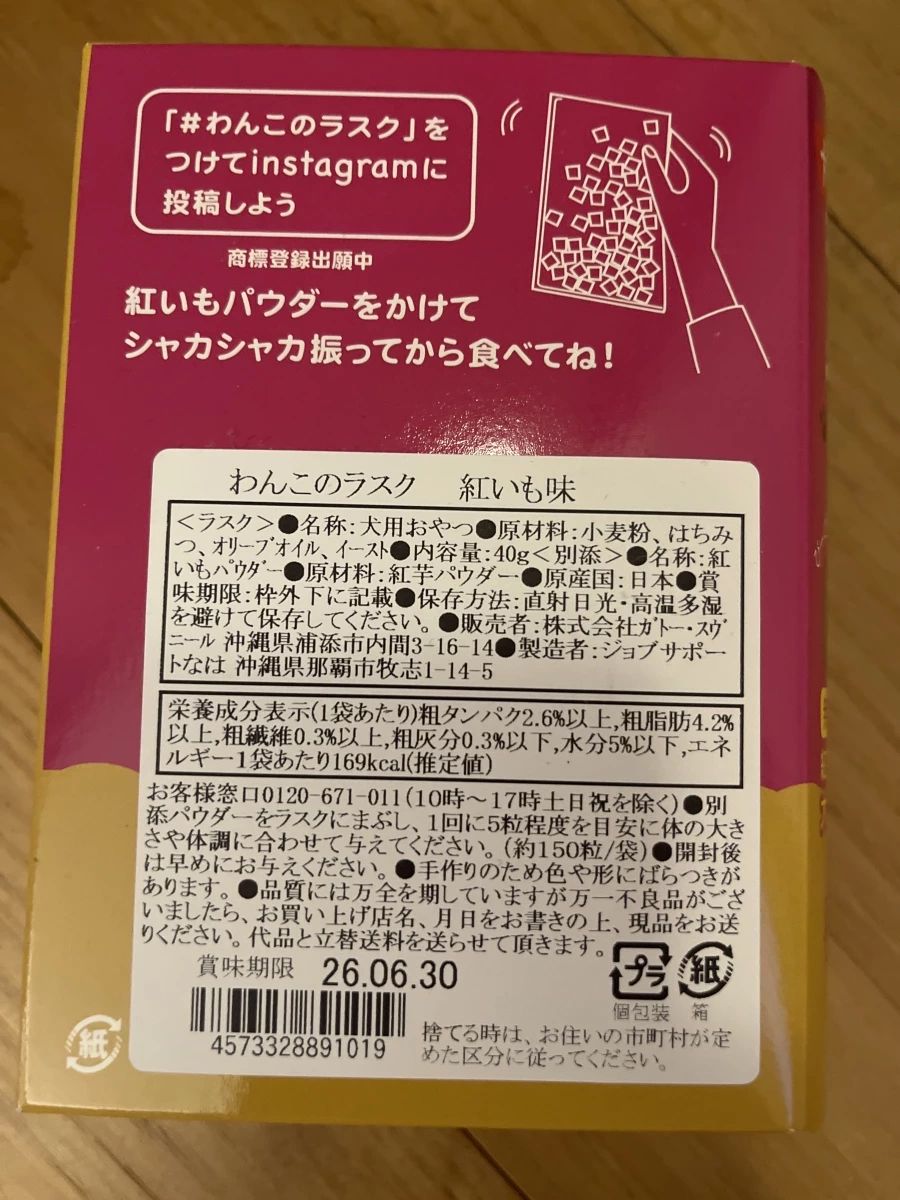 「#わんこのラスク」を
つけてinstagramに
投稿しよう
商標登録出願中
紅いもパウダーをかけて
シャカシャカ振ってから食べてね!
わんこのラスク 紅いも味
<ラスク>●名称:犬用おやつ●原材料:小麦粉、はちみ
つ、オリーブオイル、イースト●内容量:40g<別添>●名称:紅
いもパウダー●原材料:紅芋パウダー●原産国:日本●賞
味期限:枠外下に記載●保存方法:直射日光・高温多湿
を避けて保存してください。●販売者:株式会社ガトー・スヴ
ニール 沖縄県浦添市内間3-16-14●製造者:ジョブサポー
トなは 沖縄県那覇市牧志1-14-5
栄養成分表示(1袋あたり)粗タンパク2.6%以上,粗脂肪4.2%
以上,粗繊維0.3%以上,粗灰分0.3%以下,水分5%以下,エネ
ルギー1袋あたり169kcal(推定値)
お客様窓口0120-671-011(10時~17時土日祝を除く)●別
添パウダーをラスクにまぶし、1回に5粒程度を目安に体の大き
さや体調に合わせて与えてください。(約150粒/袋)●開封後
は早めにお与えください。●手作りのため色や形にばらつきが
あります。●品質には万全を期していますが万一不良品がござ
いましたら、お買い上げ店名、月日をお書きの上、現品をお送
りください。代品と立替送料を送らせて頂きます。
賞味期限 26.06.30
プラ 紙
個包装 箱
4573328891019
捨てる時は、お住いの市町村が定
めた区分に従ってください。
紙